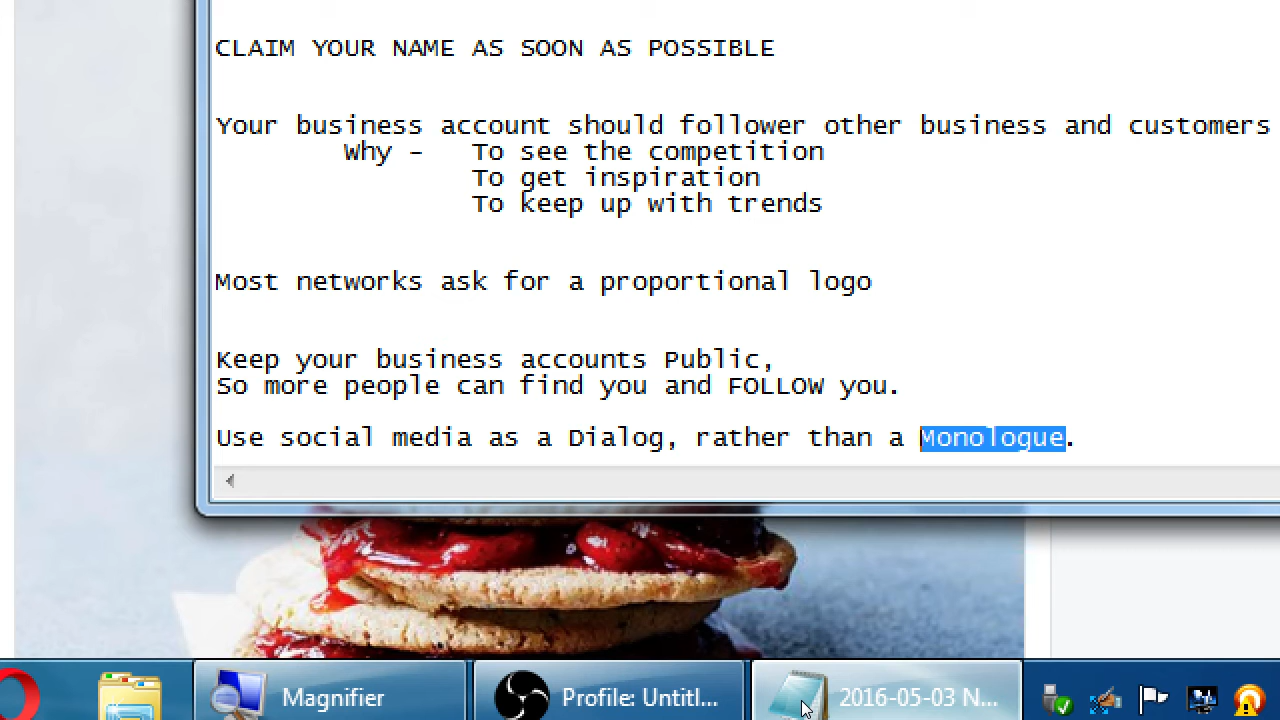 CLAIM YOUR NAME AS SOON AS POSSIBLE
Your business account should follower other business and customers
Why – To see the competition
To get inspiration
To keep up with trends
Most networks ask for a proportional logo
Keep your business accounts Public,
So more people can find you and FOLLOW you.
Use social media as a Dialog, rather than a Monologue.
Magnifier
Profile: Untitl...
2016-05-03 N...